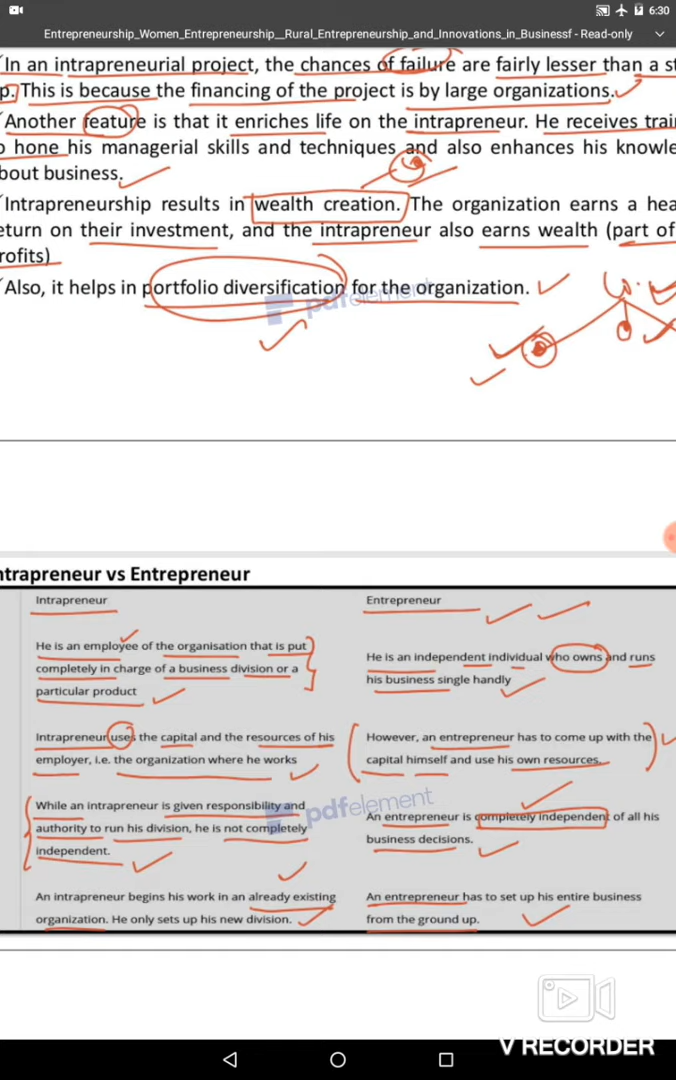 6:30
Entrepreneurship_Women_Entrepreneurship__Rural_Entrepreneurship_and_Innovations_in_Businessf - Read-only
In an intrapreneurial project, the chances of failure are fairly lesser than a st
p. This is because the financing of the project is by large organizations.
Another feature is that it enriches life on the intrapreneur. He receives trai
o hone his managerial skills and techniques and also enhances his knowle
bout business.
Intrapreneurship results in wealth creation. The organization earns a hea
eturn on their investment, and the intrapreneur also earns wealth (part of
rofits)
Also, it helps in portfolio diversification for the organization.
pdfelement
ntrapreneur vs Entrepreneur
Intrapreneur Entrepreneur
He is an employee of the organisation that is put
completely in charge of a business division or a
particular product
He is an independent individual who owns and runs
his business single handly
Intrapreneur uses the capital and the resources of his
employer, i.e. the organization where he works
However, an entrepreneur has to come up with the
capital himself and use his own resources.
While an intrapreneur is given responsibility and
authority to run his division, he is not completely
independent.
pdfelement
An entrepreneur is completely independent of all his
business decisions.
An intrapreneur begins his work in an already existing
organization. He only sets up his new division.
An entrepreneur has to set up his entire business
from the ground up.
V RECORDER